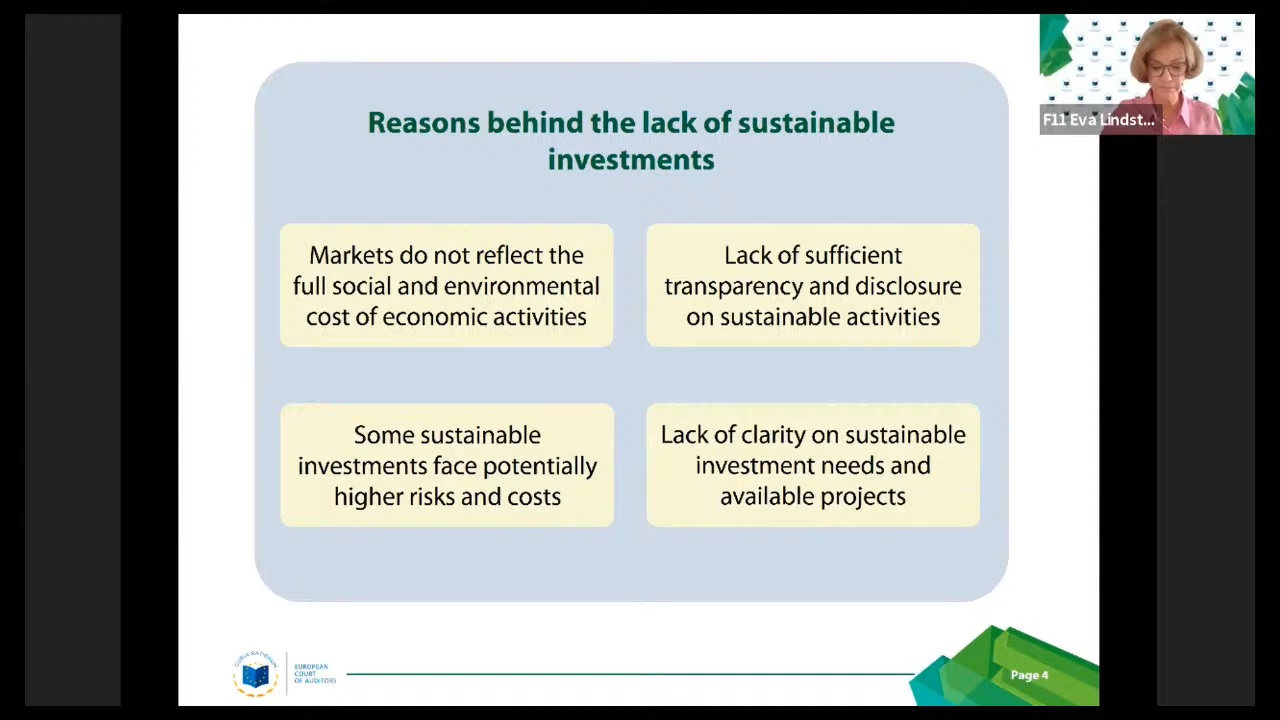 Reasons behind the lack of sustainable
investments
Markets do not reflect the
full social and environmental
cost of economic activities
Lack of sufficient
transparency and disclosure
on sustainable activities
Some sustainable
investments face potentially
higher risks and costs
Lack of clarity on sustainable
investment needs and
available projects
F11 Eva Lindst...
CURIA RATIONUM
EUROPEAN
COURT
OF AUDITORS
Page 4